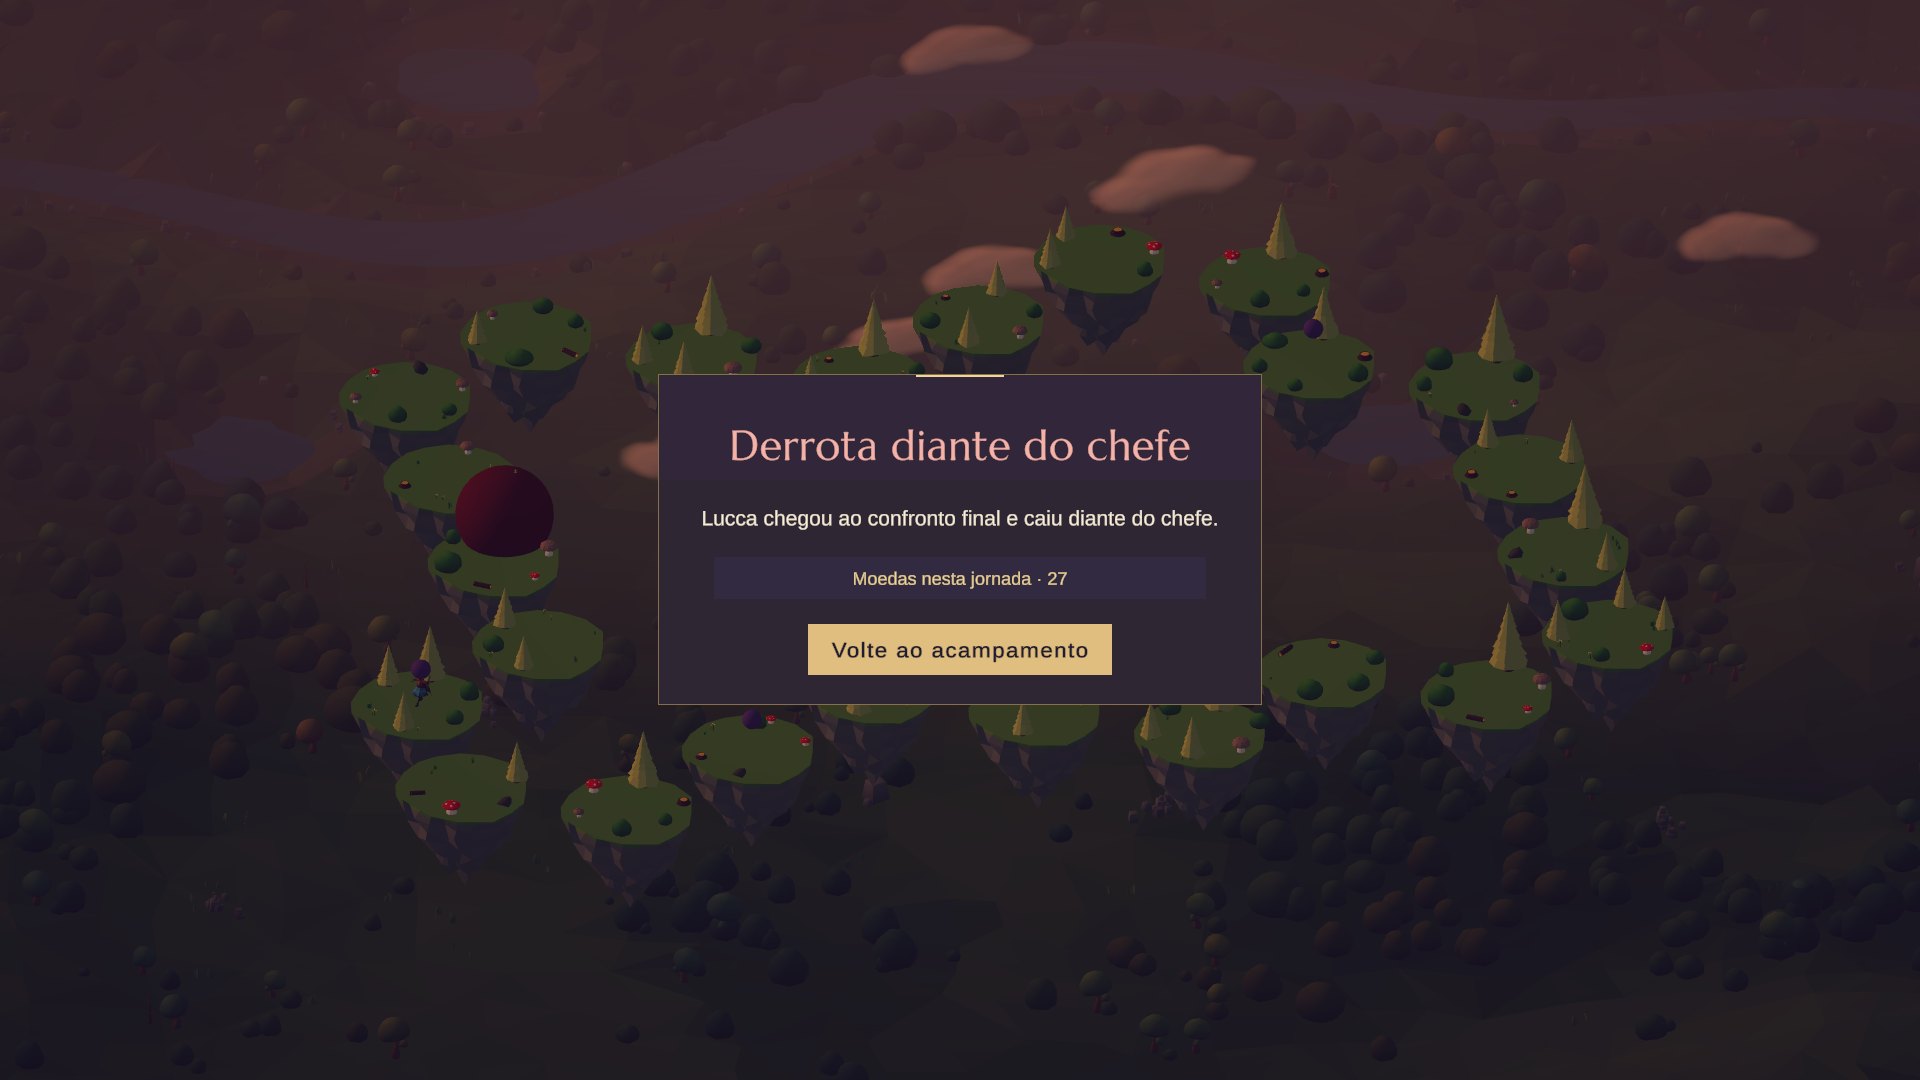 Derrota diante do chefe
Lucca chegou ao confronto final e caiu diante do chefe.
Moedas nesta jornada · 27
Volte ao acampamento